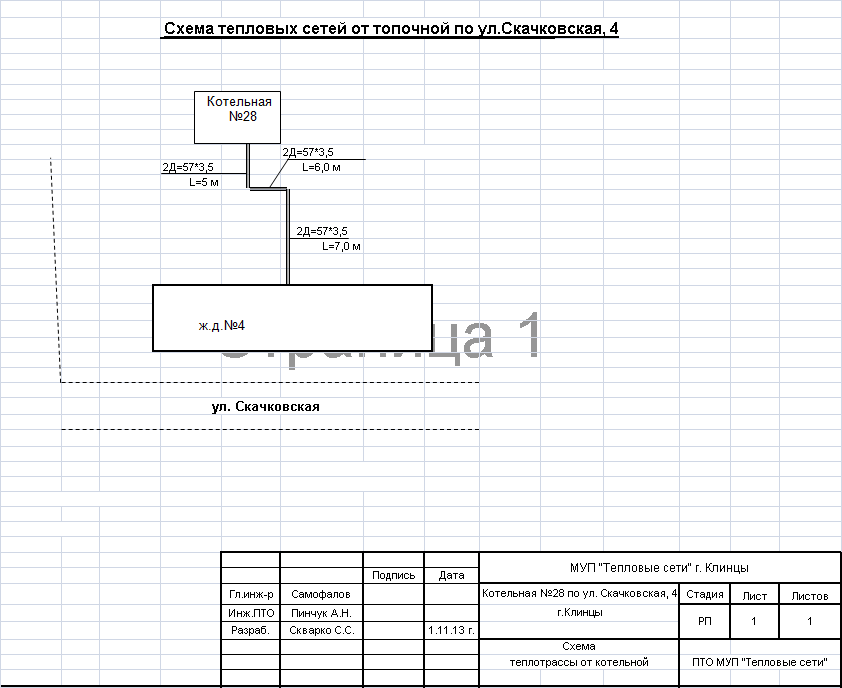 Схема тепловых сетей от топочной по ул.Скачковская, 4
Котельная
№28
2Д=57*3,5
L=6,0 м
2Д=57*3,5
L=5 м
2Д=57*3,5
L=7,0 м
ж.д.№4
Страница 1
ул. Скачковская
Подпись Дата
Гл.инж-р Самофалов
Инж.ПТО Пинчук А.Н.
Разраб. Скварко С.С. 1.11.13 г.
МУП "Тепловые сети" г. Клинцы
Котельная №28 по ул. Скачковская, 4
г.Клинцы
Стадия Лист Листов
РП 1 1
Схема
теплотрассы от котельной
ПТО МУП "Тепловые сети"